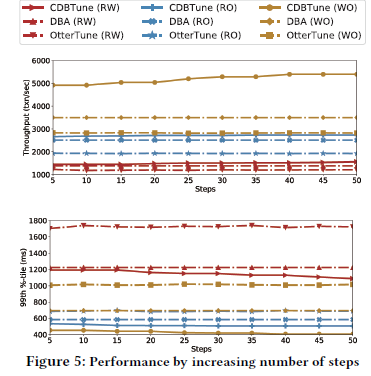 CDBTune (RW) CDBTune (RO) CDBTune (WO)
DBA (RW) DBA (RO) DBA (WO)
OtterTune (RW) OtterTune (RO) OtterTune (WO)
6000
5000
4000
3000
2000
1000
Throughput (txn/sec)
5 10 15 20 25 30 35 40 45 50
Steps
1800
1600
1400
1200
1000
800
600
400
99th %-tile (ms)
5 10 15 20 25 30 35 40 45 50
Steps
Figure 5: Performance by increasing number of steps